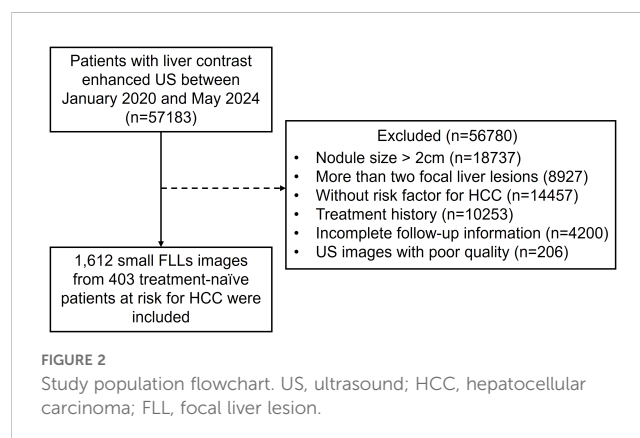 Patients with liver contrast
enhanced US between
January 2020 and May 2024
(n=57183)
Excluded (n=56780)
• Nodule size > 2cm (n=18737)
• More than two focal liver lesions (8927)
• Without risk factor for HCC (n=14457)
• Treatment history (n=10253)
• Incomplete follow-up information (n=4200)
• US images with poor quality (n=206)
1,612 small FLLs images
from 403 treatment-naïve
patients at risk for HCC were
included
FIGURE 2
Study population flowchart. US, ultrasound; HCC, hepatocellular
carcinoma; FLL, focal liver lesion.